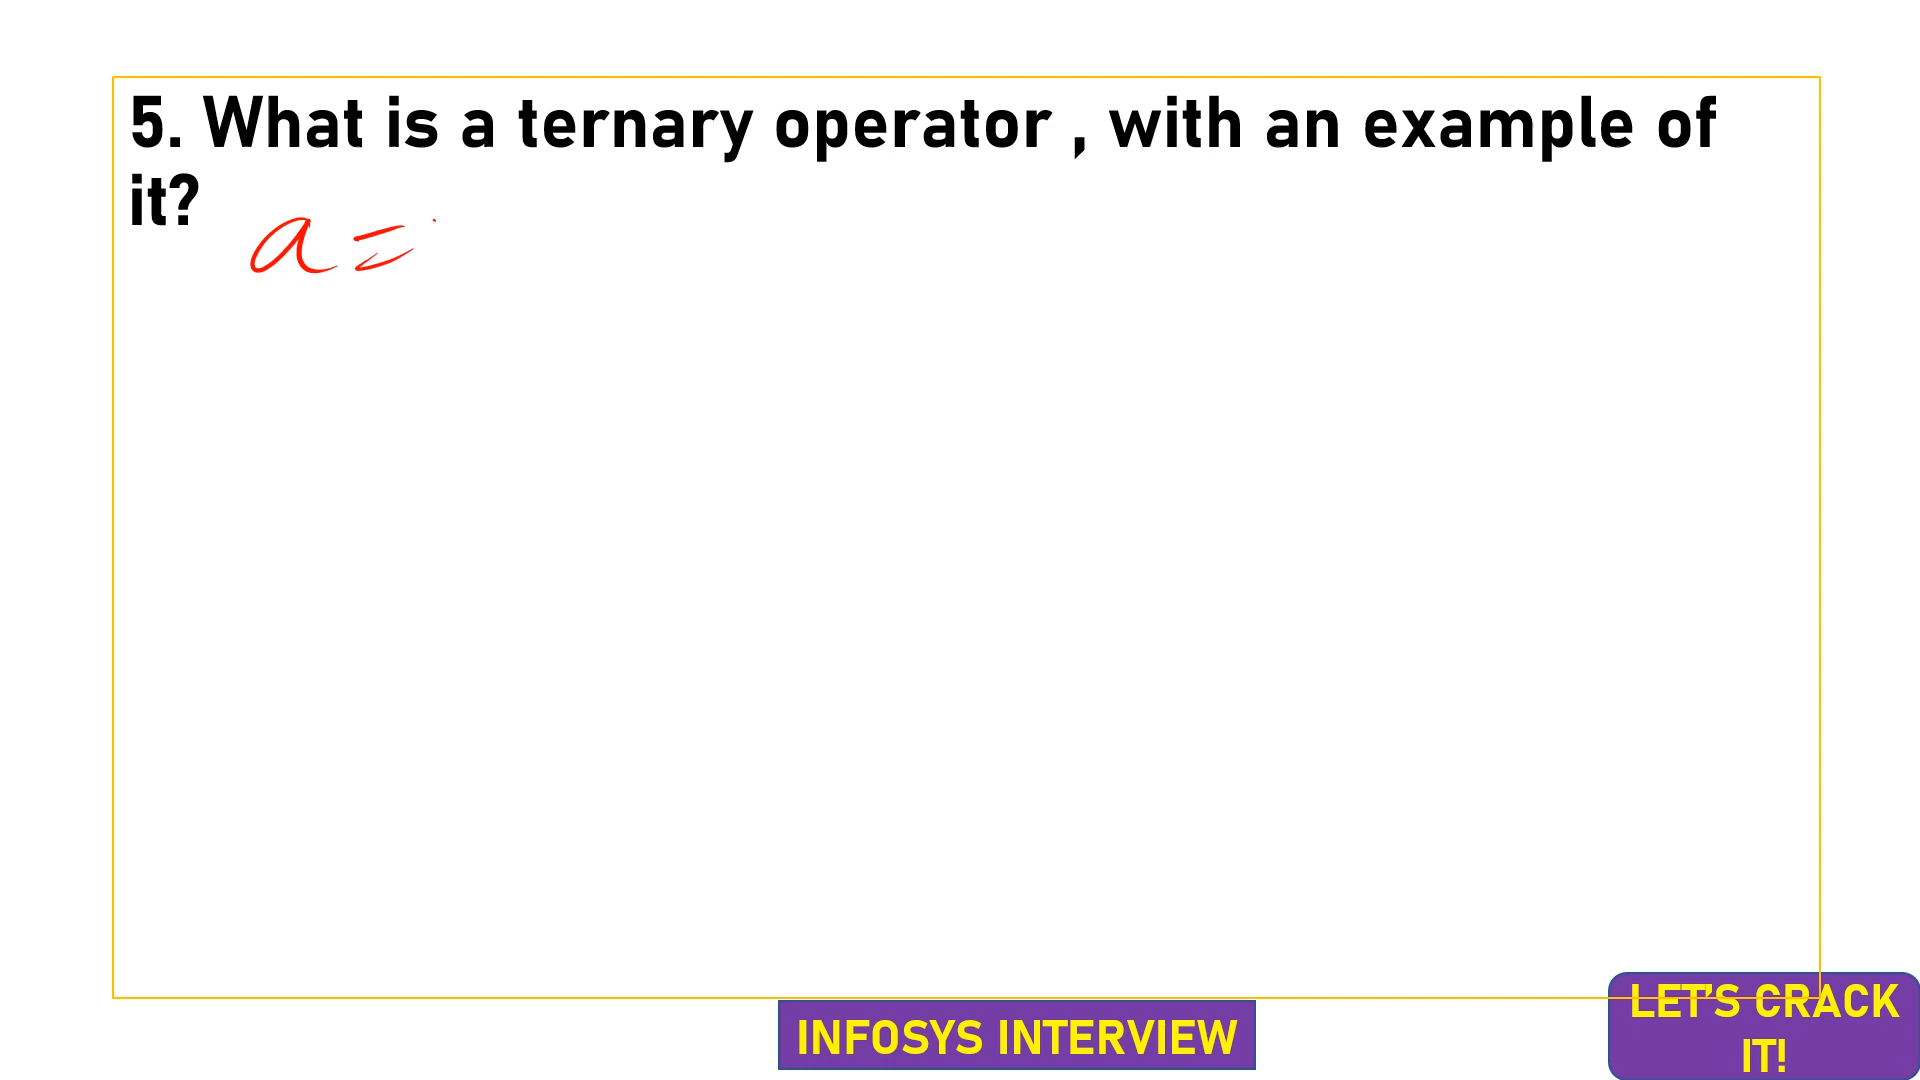 5. What is a ternary operator , with an example of
it?
a=
INFOSYS INTERVIEW
LET'S CRACK
IT!